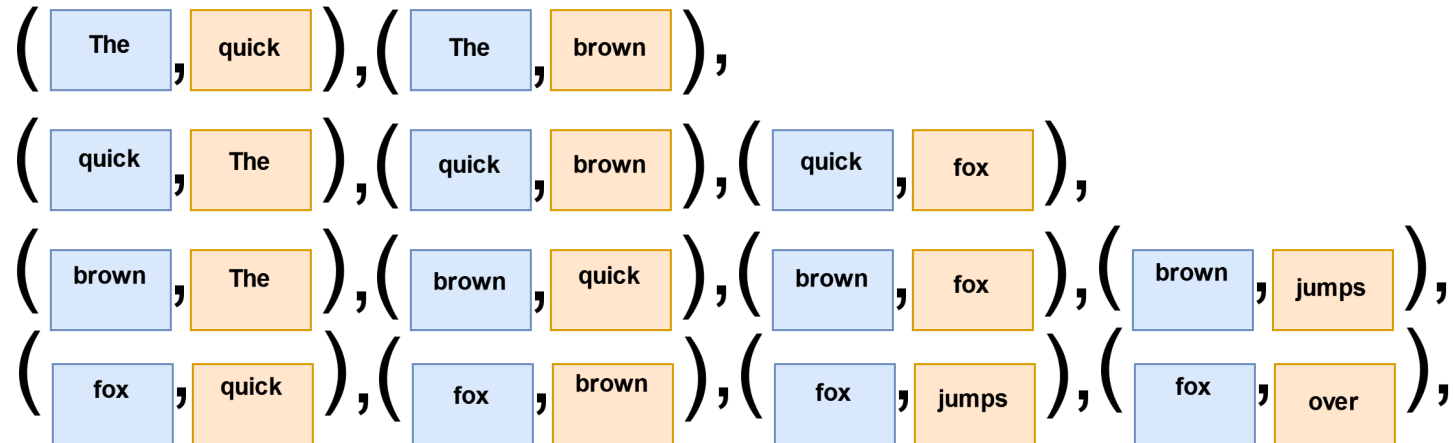 ( The , quick ),( The , brown ),
( quick , The ),( quick , brown ),( quick , fox ),
( brown , The ),( brown , quick ),( brown , fox ),( brown , jumps ),
( fox , quick ),( fox , brown ),( fox , jumps ),( fox , over ),